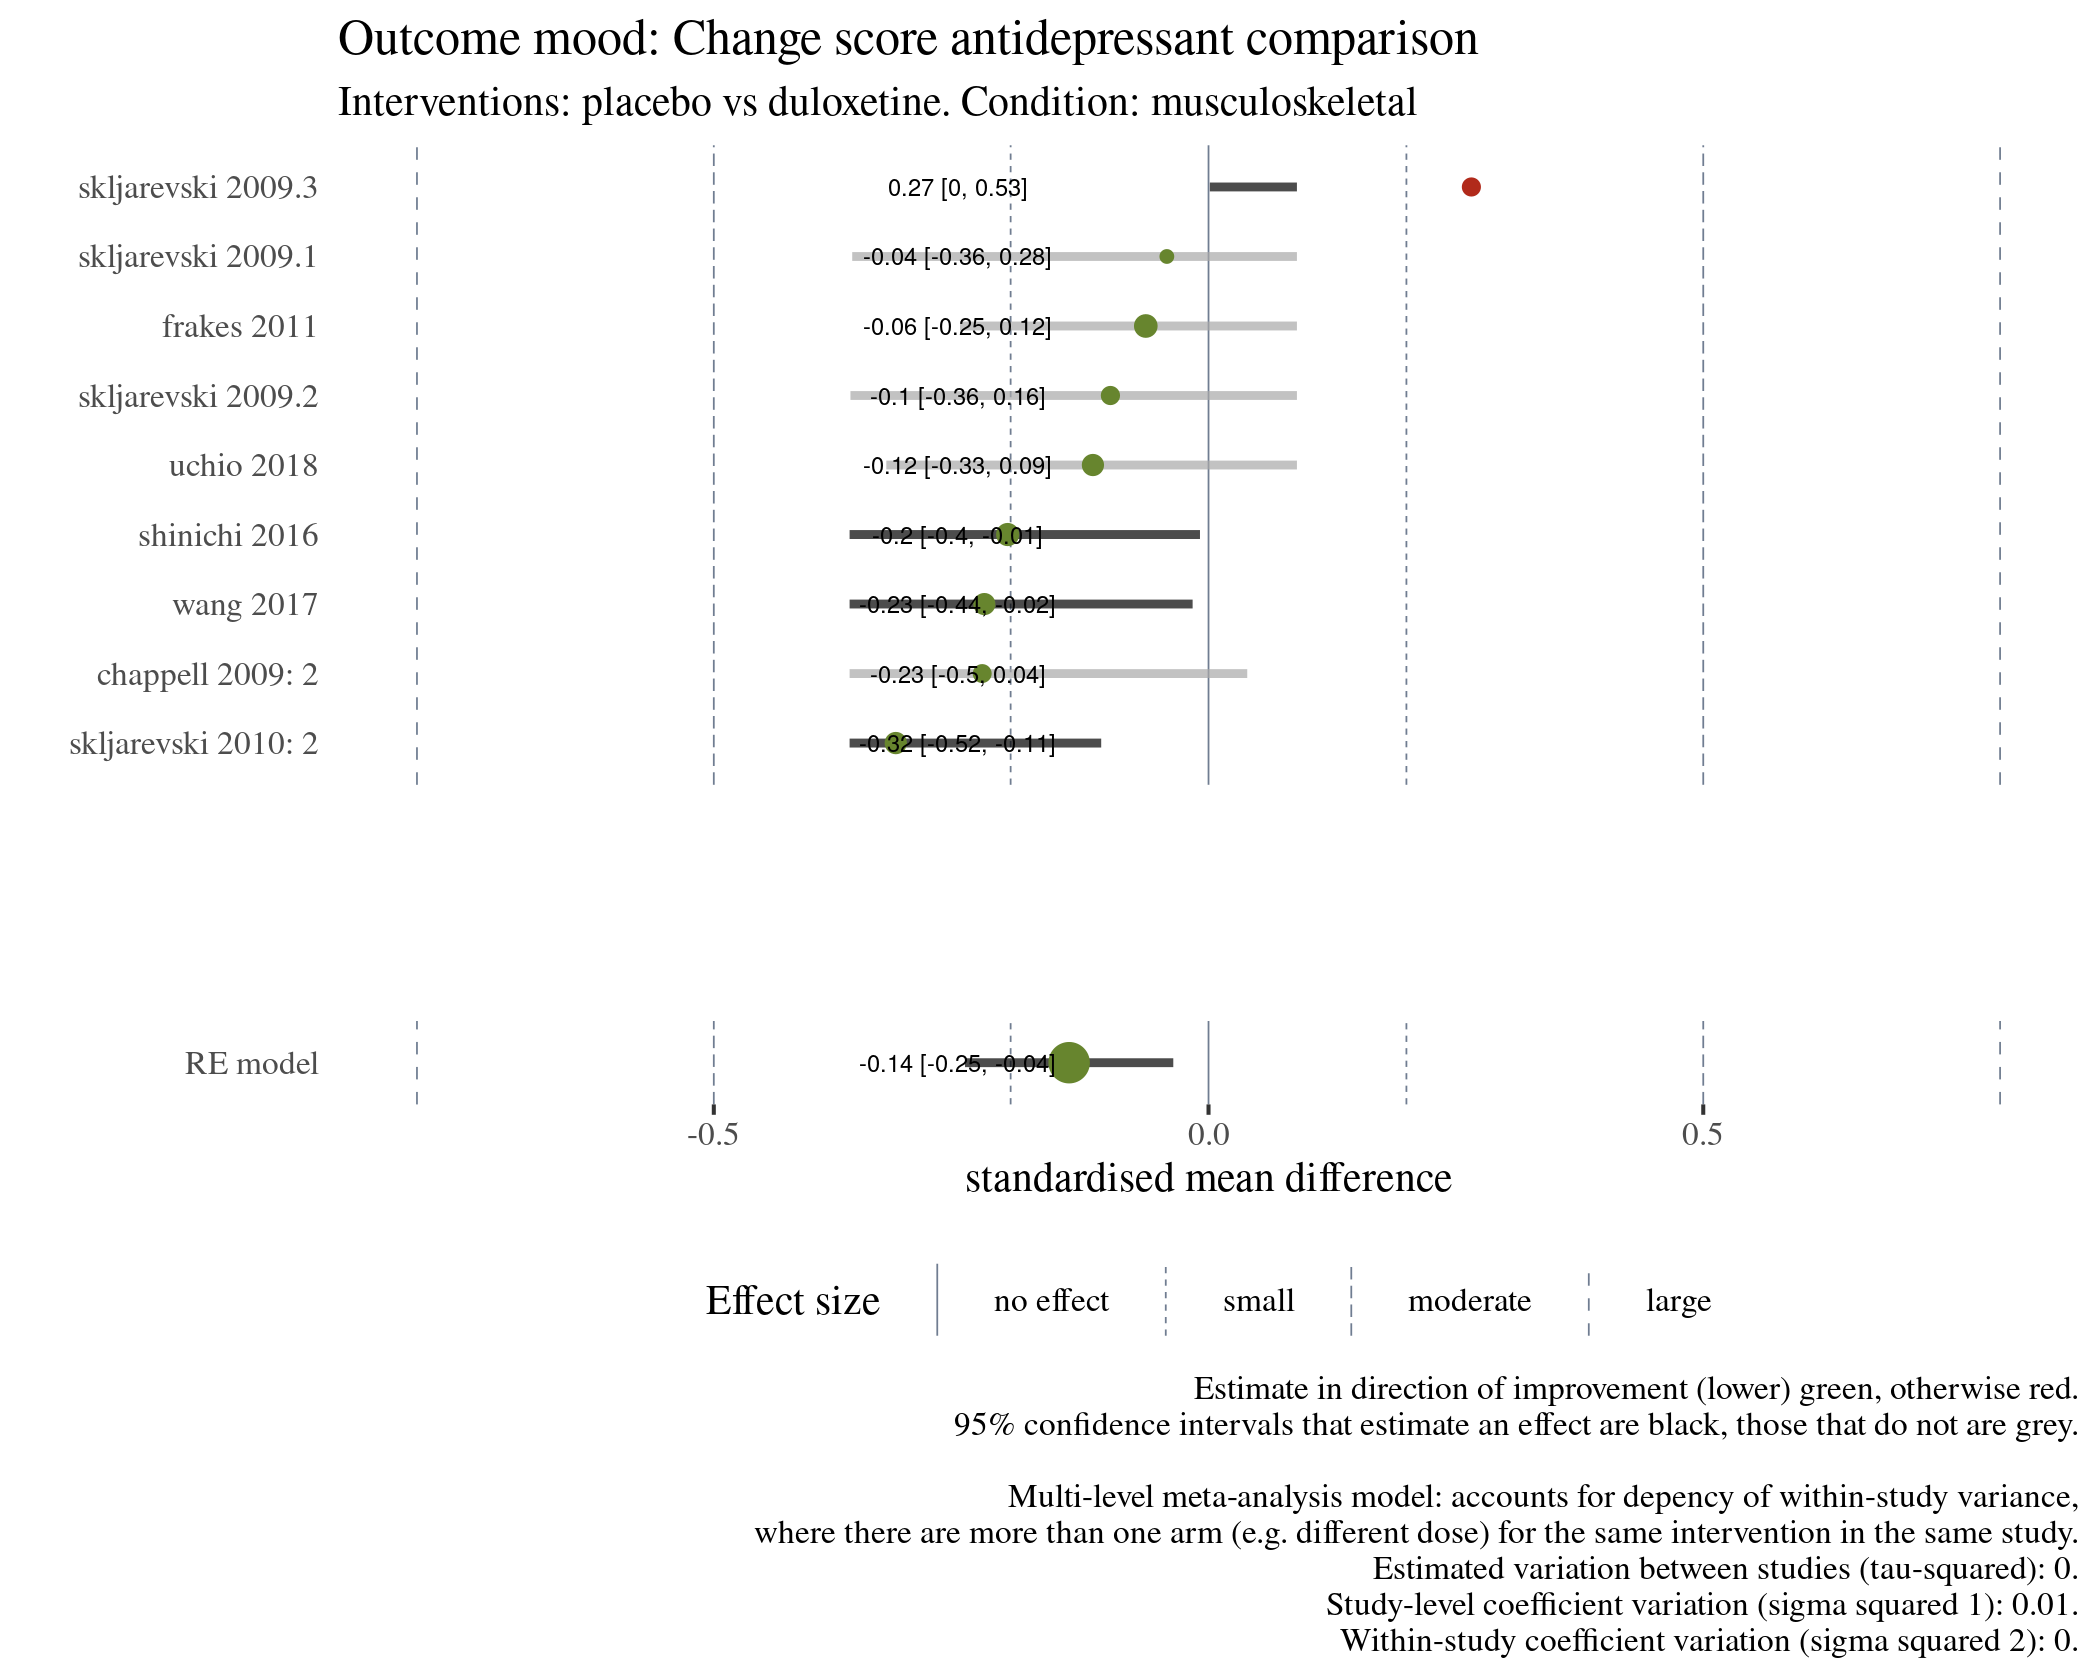 Outcome mood: Change score antidepressant comparison
Interventions: placebo vs duloxetine. Condition: musculoskeletal
skljarevski 2009.3 0.27 [0, 0.53]
skljarevski 2009.1 -0.04 [-0.36, 0.28]
frakes 2011 -0.06 [-0.25, 0.12]
skljarevski 2009.2 -0.1 [-0.36, 0.16]
uchio 2018 -0.12 [-0.33, 0.09]
shinichi 2016 -0.2 [-0.4, -0.01]
wang 2017 -0.23 [-0.44, -0.02]
chappell 2009: 2 -0.23 [-0.5, 0.04]
skljarevski 2010: 2 -0.32 [-0.52, -0.11]
RE model -0.14 [-0.25, -0.04]
-0.5 0.0 0.5
standardised mean difference
Effect size no effect small moderate large
Estimate in direction of improvement (lower) green, otherwise red.
95% confidence intervals that estimate an effect are black, those that do not are grey.
Multi-level meta-analysis model: accounts for depency of within-study variance,
where there are more than one arm (e.g. different dose) for the same intervention in the same study.
Estimated variation between studies (tau-squared): 0.
Study-level coefficient variation (sigma squared 1): 0.01.
Within-study coefficient variation (sigma squared 2): 0.